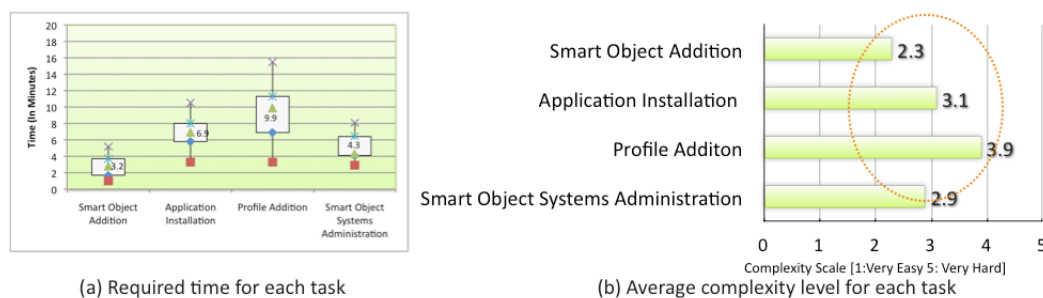 20
18
16
14
12
10
8
6
4
2
0
Time (In Minutes)
3.2
6.9
9.9
4.3
Smart Object Addition
Application Installation
Profile Addition
Smart Object Systems Administration
(a) Required time for each task
Smart Object Addition
2.3
Application Installation
3.1
Profile Additon
3.9
Smart Object Systems Administration
2.9
0 1 2 3 4 5
Complexity Scale [1:Very Easy 5: Very Hard]
(b) Average complexity level for each task